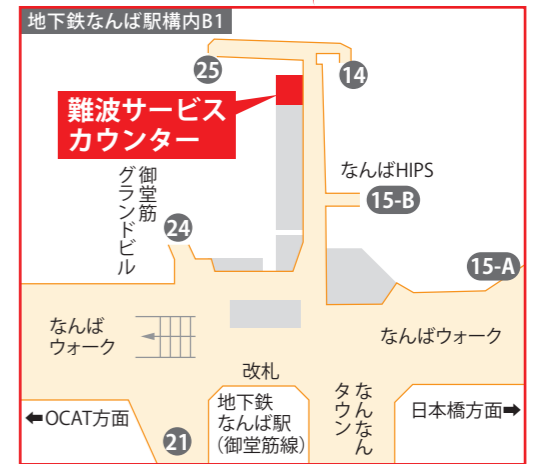 地下鉄なんば駅構内B1
25
14
難波サービス
カウンター
なんばHIPS
15-B
御堂筋
グランドビル
24
15-A
なんば
ウォーク
なんばウォーク
改札
←OCAT方面
地下鉄
なんば駅
（御堂筋線）
なんなん
タウン
日本橋方面➡
21